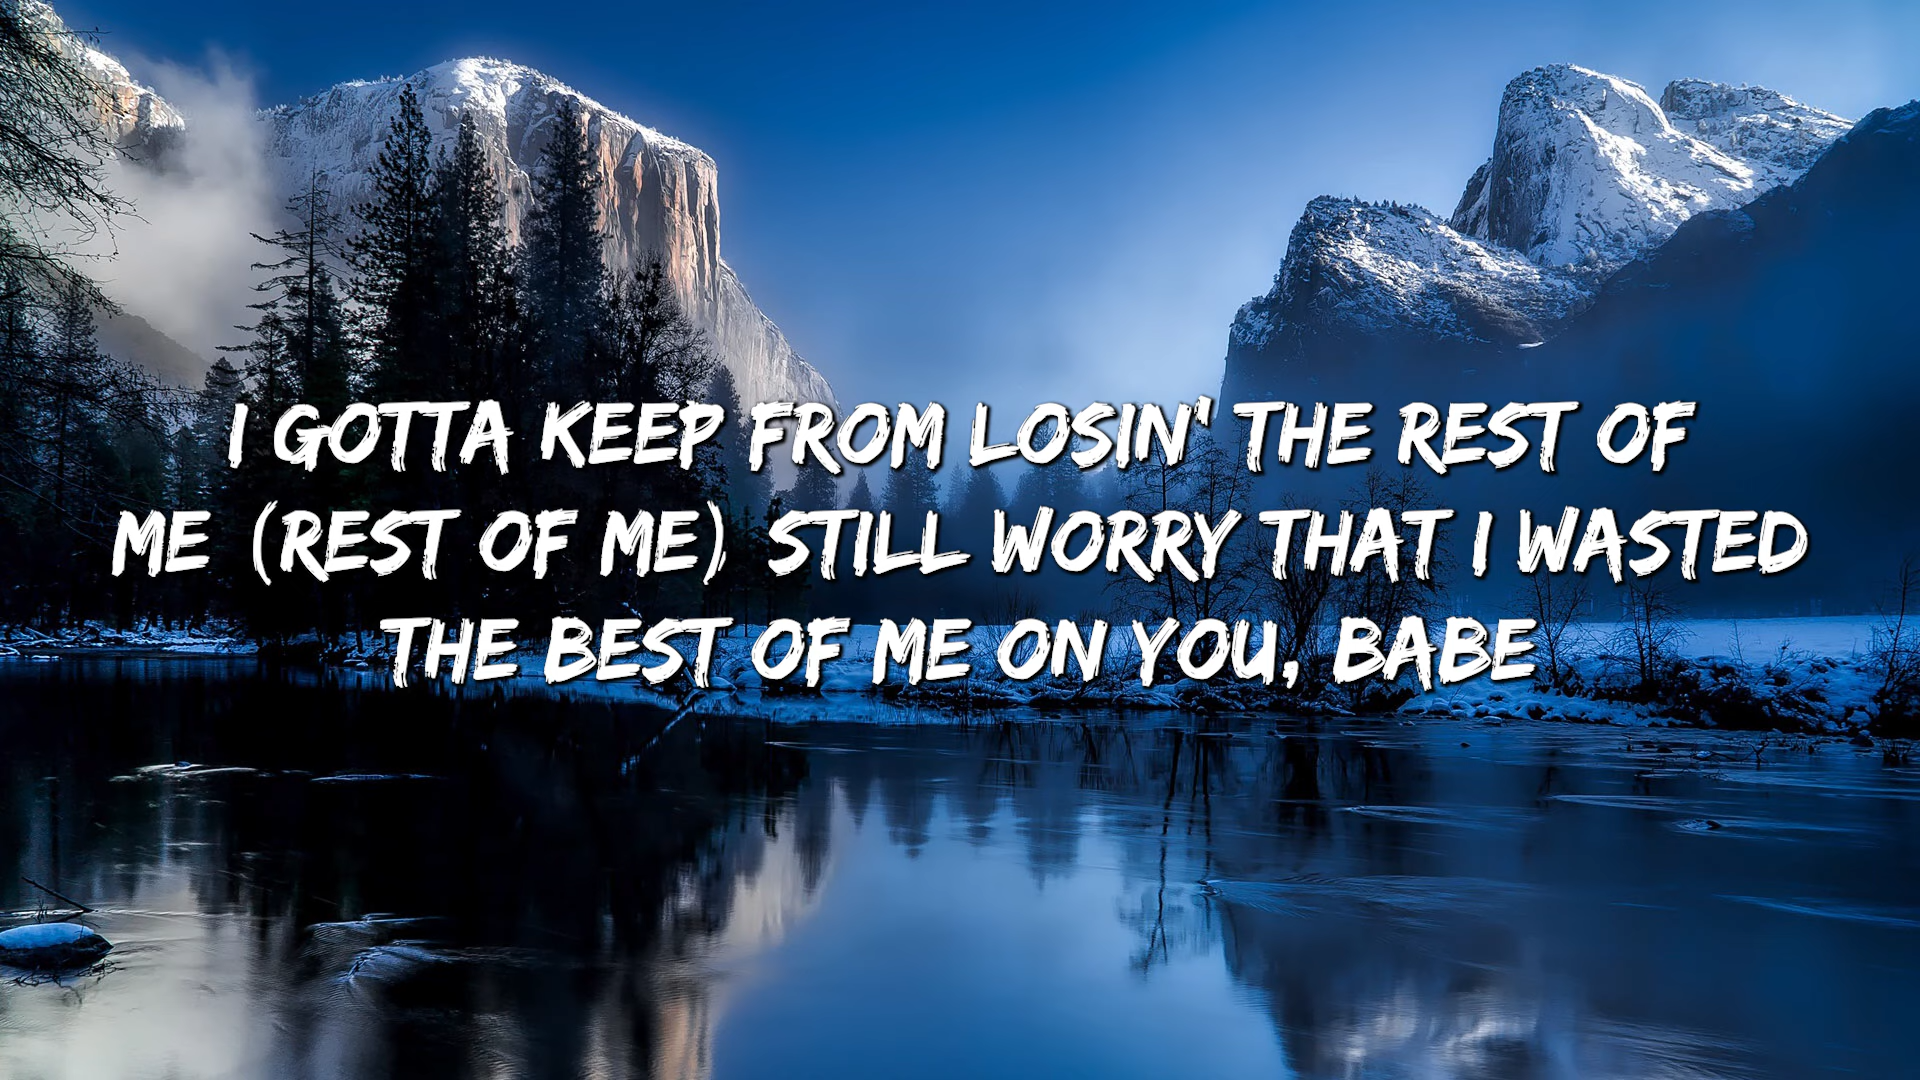 I GOTTA KEEP FROM LOSIN' THE REST OF
ME (REST OF ME) STILL WORRY THAT I WASTED
THE BEST OF ME ON YOU, BABE